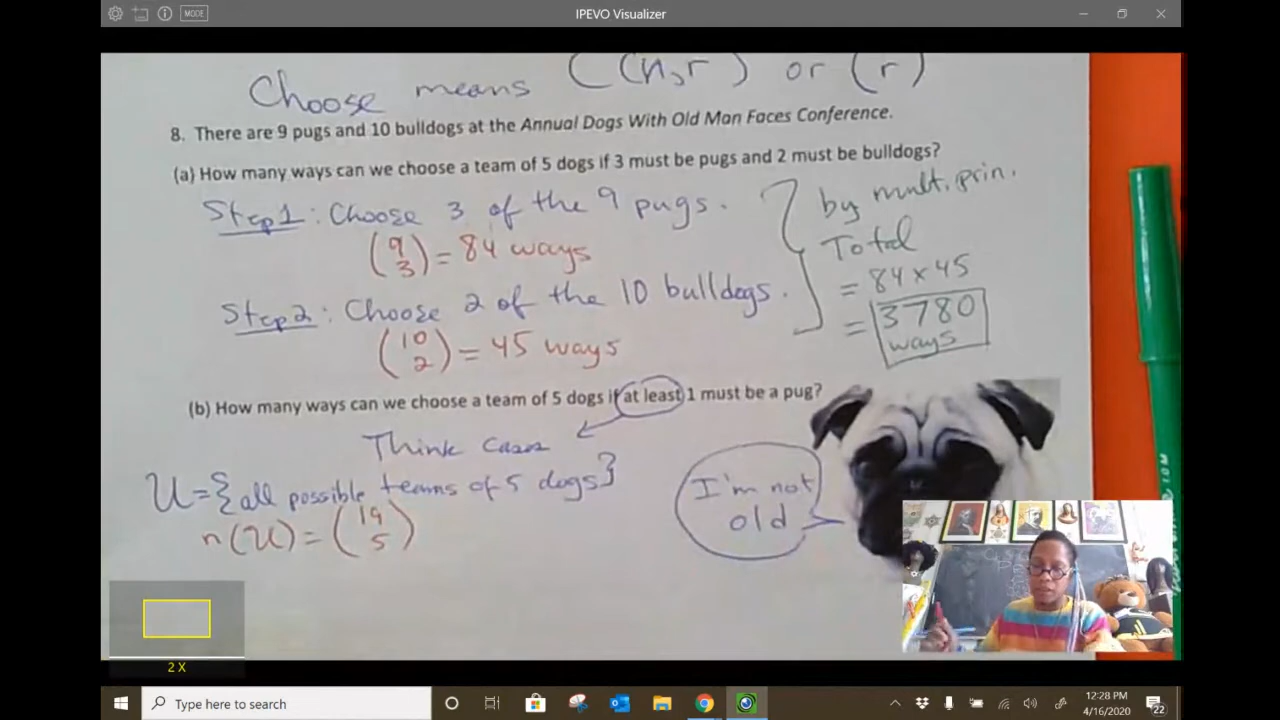 MODE
IPEVO Visualizer
Choose means C(n,r) or (r)
8. There are 9 pugs and 10 bulldogs at the Annual Dogs With Old Man Faces Conference.
(a) How many ways can we choose a team of 5 dogs if 3 must be pugs and 2 must be bulldogs?
Step 1: Choose 3 of the 9 pugs.
(9 3) = 84 ways
Step 2: Choose 2 of the 10 bulldogs.
(10 2) = 45 ways
by mult. prin.
Total
= 84 x 45
= 3780
ways
(b) How many ways can we choose a team of 5 dogs if at least 1 must be a pug?
Think Cases
U = {all possible teams of 5 dogs}
n(U) = (19 5)
I'm not
old
2 X
Type here to search
12:28 PM
4/16/2020
22